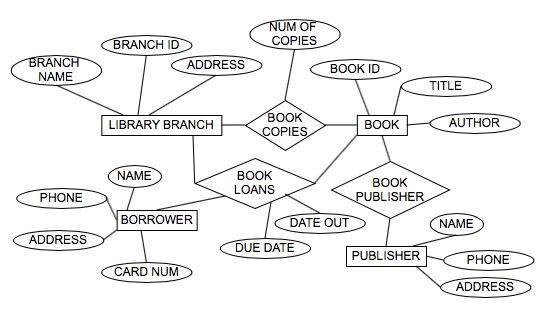 NUM OF
COPIES
BRANCH ID
BRANCH
NAME
ADDRESS
BOOK ID
TITLE
LIBRARY BRANCH
BOOK
COPIES
BOOK
AUTHOR
NAME
BOOK
LOANS
BOOK
PUBLISHER
PHONE
BORROWER
DATE OUT
NAME
ADDRESS
DUE DATE
PUBLISHER
PHONE
CARD NUM
ADDRESS